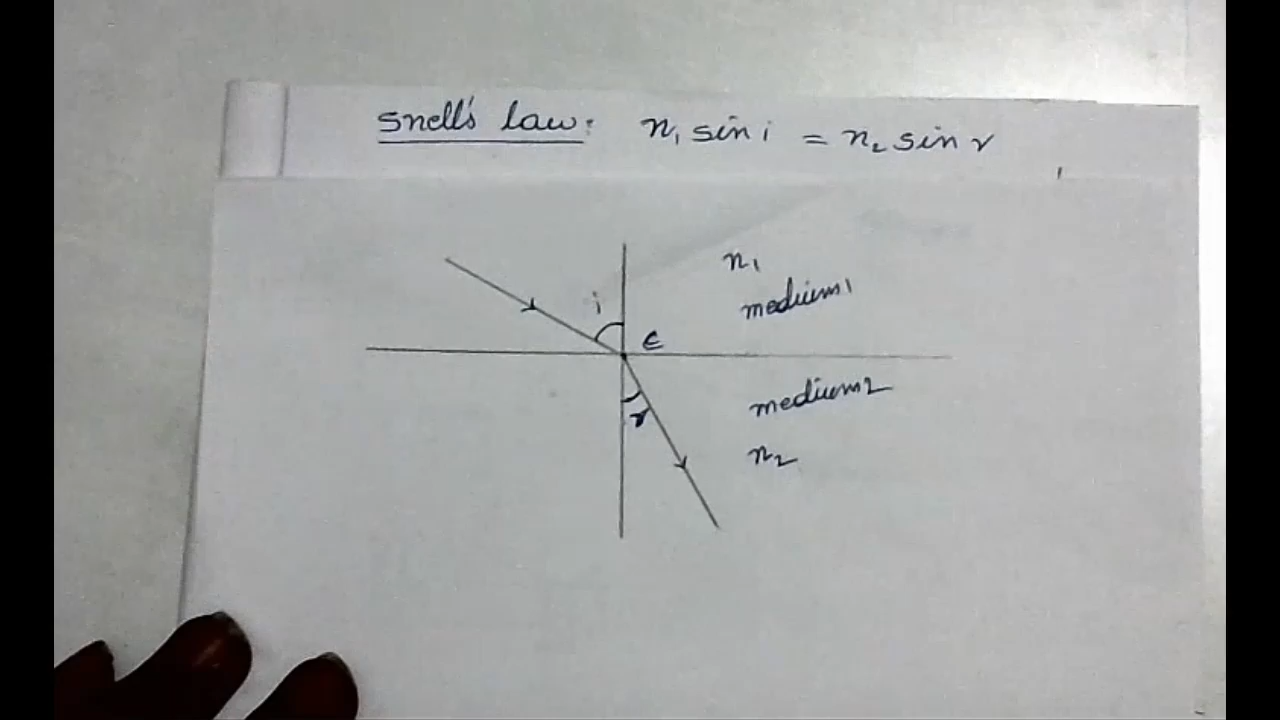 Snell's law: n₁ sin i = n₂ sin r
n₁
medium1
i
ϵ
medium2
r
n₂